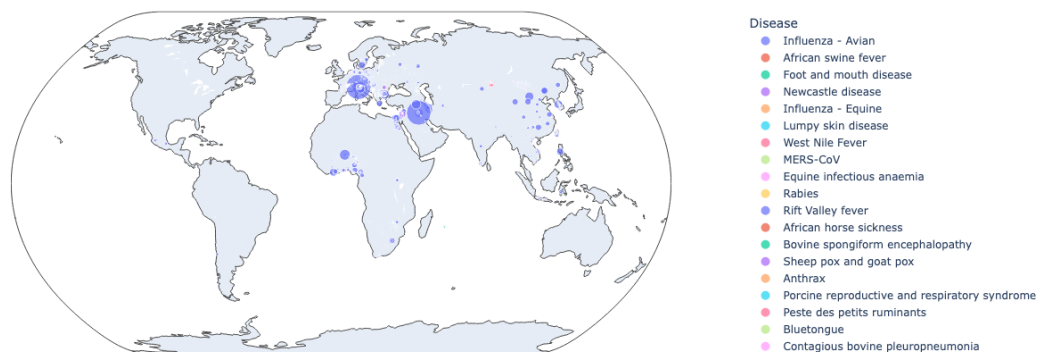 Disease
Influenza - Avian
African swine fever
Foot and mouth disease
Newcastle disease
Influenza - Equine
Lumpy skin disease
West Nile Fever
MERS-CoV
Equine infectious anaemia
Rabies
Rift Valley fever
African horse sickness
Bovine spongiform encephalopathy
Sheep pox and goat pox
Anthrax
Porcine reproductive and respiratory syndrome
Peste des petits ruminants
Bluetongue
Contagious bovine pleuropneumonia